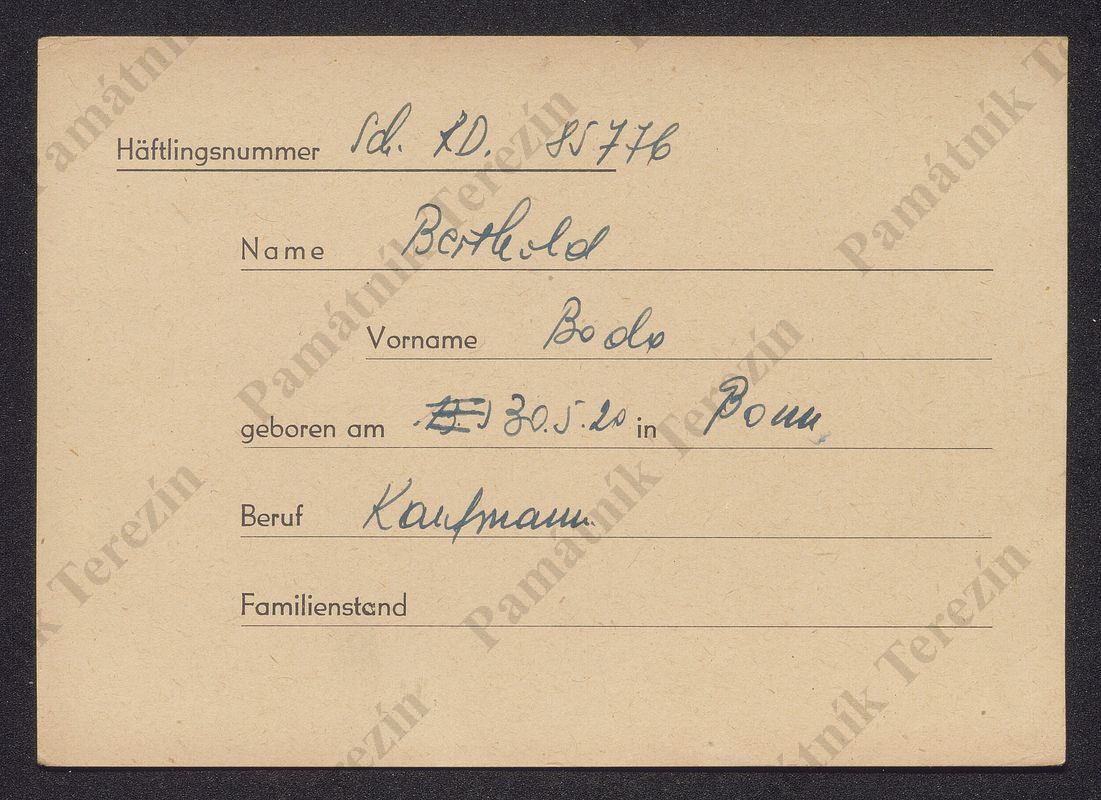 Häftlingsnummer Sch. RD. 85776
Name Berthold
Vorname Bodo
geboren am 30.5.20 in Bonn
Beruf Kaufmann
Familienstand
Památník Terezín